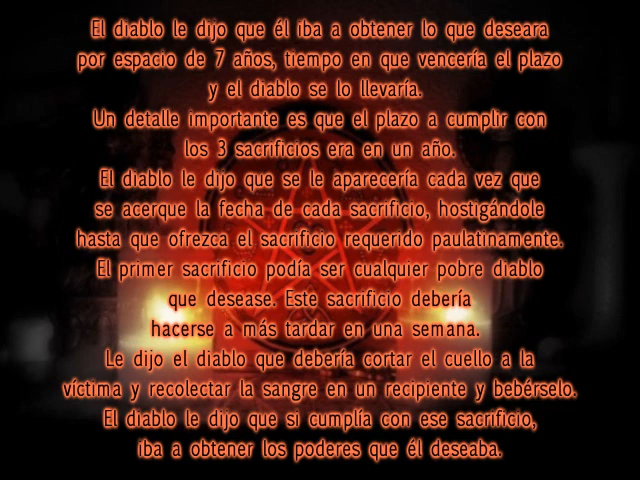 El diablo le dijo que él iba a obtener lo que deseara
por espacio de 7 años, tiempo en que vencería el plazo
y el diablo se lo llevaría.
Un detalle importante es que el plazo a cumplir con
los 3 sacrificios era en un año.
El diablo le dijo que se le aparecería cada vez que
se acerque la fecha de cada sacrificio, hostigándole
hasta que ofrezca el sacrificio requerido paulatinamente.
El primer sacrificio podía ser cualquier pobre diablo
que desease. Este sacrificio debería
hacerse a más tardar en una semana.
Le dijo el diablo que debería cortar el cuello a la
víctima y recolectar la sangre en un recipiente y bebérselo.
El diablo le dijo que si cumplía con ese sacrificio,
iba a obtener los poderes que él deseaba.